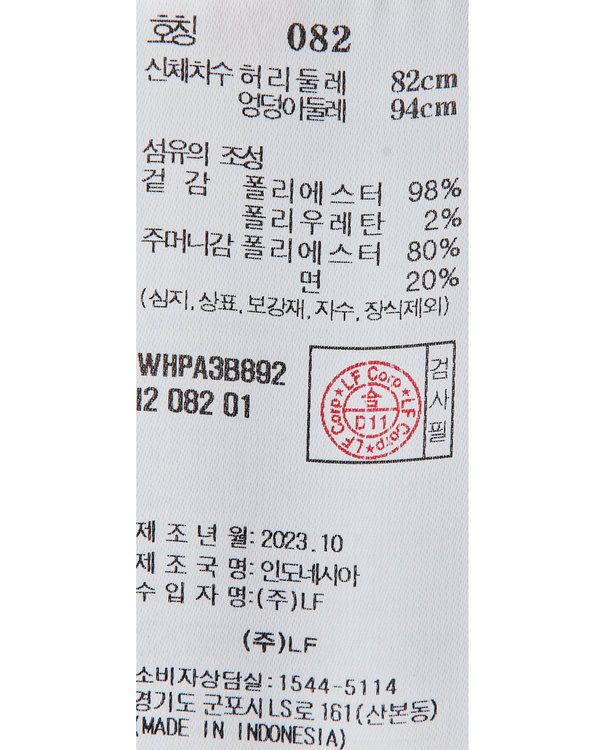 호칭 082
신체치수 허리둘레 82cm
엉덩이둘레 94cm
섬유의 조성
겉감 폴리에스터 98%
폴리우레탄 2%
주머니감 폴리에스터 80%
면 20%
(심지, 상표, 보강재, 자수, 장식제외)
WHPA3B892
I2 082 01
★LF Corp★LF Corp★LF Corp
合
D11
검사필
제조년월: 2023.10
제조국명: 인도네시아
수입자명: (주)LF
(주)LF
소비자상담실: 1544-5114
경기도 군포시 LS로 161(산본동)
(MADE IN INDONESIA)